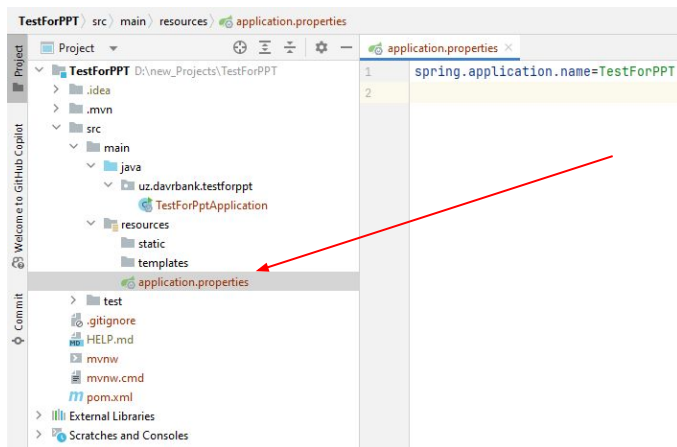 TestForPPT src main resources application.properties
Project
Welcome to GitHub Copilot
Commit
Project
application.properties
TestForPPT D:\new_Projects\TestForPPT
.idea
.mvn
src
main
java
uz.davrbank.testforppt
TestForPptApplication
resources
static
templates
application.properties
test
.gitignore
MD HELP.md
mvnw
mvnw.cmd
m pom.xml
External Libraries
Scratches and Consoles
1 spring.application.name=TestForPPT
2